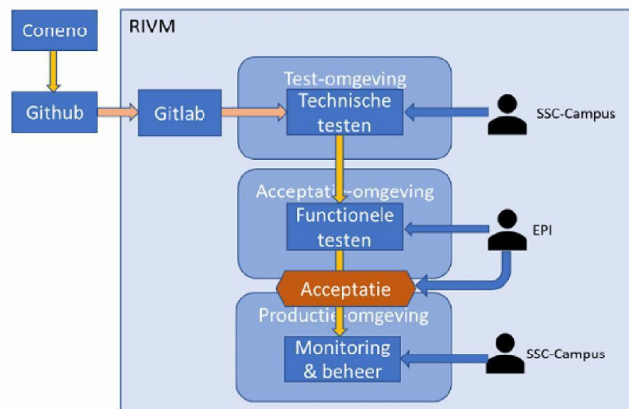 RIVM
Coneno
Github
Gitlab
Test-omgeving
Technische
testen
SSC-Campus
Acceptatie-omgeving
Functionele
testen
EPI
Acceptatie
Productie-omgeving
Monitoring
& beheer
SSC-Campus